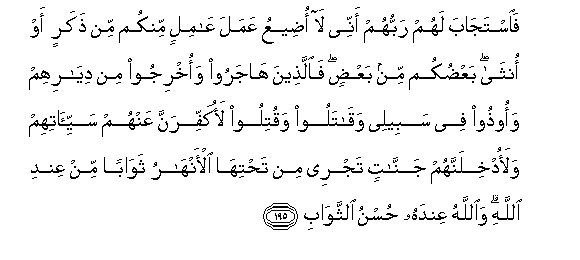 فَٱسْتَجَابَ لَهُمْ رَبُّهُمْ أَنِّى لَآ أُضِيعُ عَمَلَ عَٰمِلٍ مِّنكُم مِّن ذَكَرٍ أَوْ
أُنثَىٰ ۖ بَعْضُكُم مِّنۢ بَعْضٍ ۖ فَٱلَّذِينَ هَاجَرُوا۟ وَأُخْرِجُوا۟ مِن دِيَٰرِهِمْ
وَأُوذُوا۟ فِى سَبِيلِى وَقَٰتَلُوا۟ وَقُتِلُوا۟ لَأُكَفِّرَنَّ عَنْهُمْ سَيِّـَٔاتِهِمْ
وَلَأُدْخِلَنَّهُمْ جَنَّٰتٍ تَجْرِى مِن تَحْتِهَا ٱلْأَنْهَٰرُ ثَوَابًا مِّنْ عِندِ
ٱللَّهِ ۗ وَٱللَّهُ عِندَهُۥ حُسْنُ ٱلثَّوَابِ ١٩٥